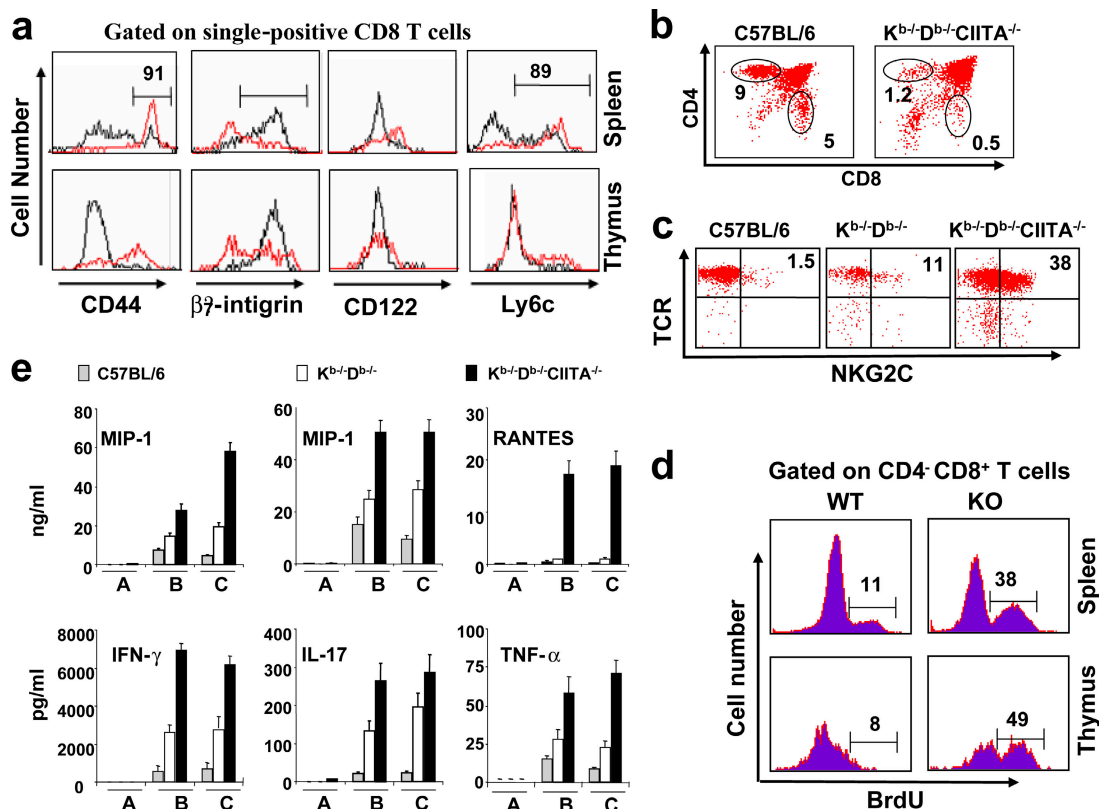 a
Gated on single-positive CD8 T cells
91
89
Cell Number
Spleen
Thymus
CD44
β7-intigrin
CD122
Ly6c
b
C57BL/6
Kb-/-Db-/-CIITA-/-
CD4
9
5
1.2
0.5
CD8
c
C57BL/6
Kb-/-Db-/-
Kb-/-Db-/-CIITA-/-
1.5
11
38
TCR
NKG2C
e
C57BL/6
Kb-/-Db-/-
Kb-/-Db-/-CIITA-/-
ng/ml
80
60
40
20
0
MIP-1
A B C
60
40
20
0
MIP-1
A B C
30
20
10
0
RANTES
A B C
pg/ml
8000
6000
4000
2000
0
IFN-γ
A B C
400
300
200
100
0
IL-17
A B C
100
75
50
25
0
TNF-α
A B C
d
Gated on CD4- CD8+ T cells
WT
KO
11
38
Spleen
8
49
Thymus
Cell number
BrdU